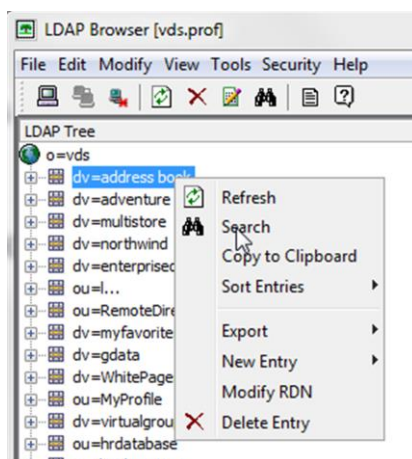 LDAP Browser [vds.prof]
File Edit Modify View Tools Security Help
LDAP Tree
o=vds
dv=address book
dv=adventure
dv=multistore
dv=northwind
dv=enterprised
ou=l...
ou=RemoteDire
dv=myfavorite
dv=gdata
dv=WhitePage
ou=MyProfile
dv=virtualgrou
ou=hrdatabase
Refresh
Search
Copy to Clipboard
Sort Entries
Export
New Entry
Modify RDN
Delete Entry